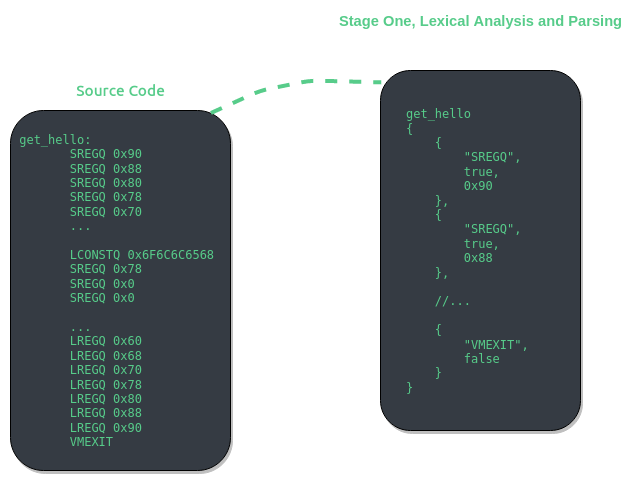 Stage One, Lexical Analysis and Parsing
Source Code
get_hello:
SREGQ 0x90
SREGQ 0x88
SREGQ 0x80
SREGQ 0x78
SREGQ 0x70
...
LCONSTQ 0x6F6C6C6568
SREGQ 0x78
SREGQ 0x0
SREGQ 0x0
...
LREGQ 0x60
LREGQ 0x68
LREGQ 0x70
LREGQ 0x78
LREGQ 0x80
LREGQ 0x88
LREGQ 0x90
VMEXIT
get_hello
{
{
"SREGQ",
true,
0x90
},
{
"SREGQ",
true,
0x88
},
//...
{
"VMEXIT",
false
}
}